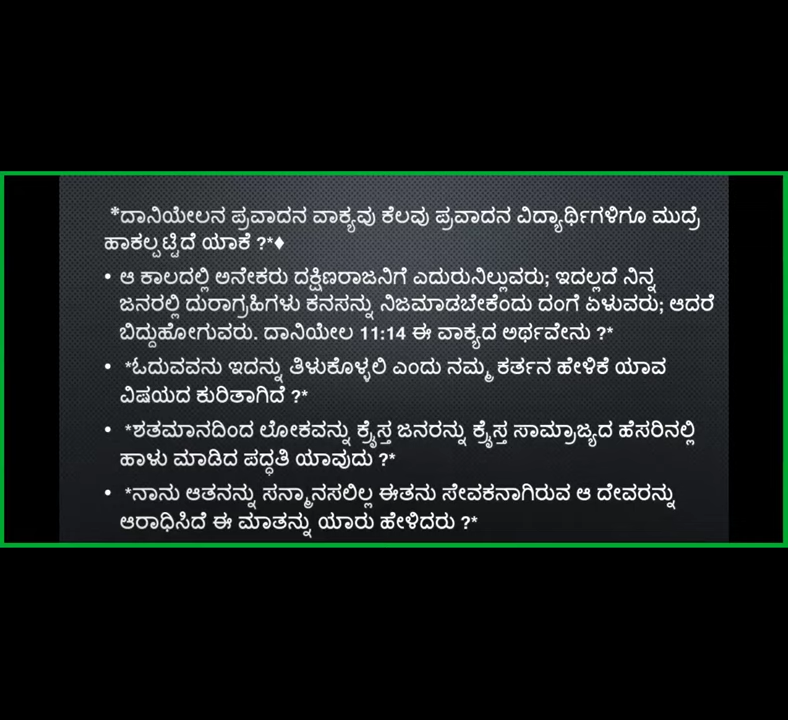 *ದಾನಿಯೇಲನ ಪ್ರವಾದನ ವಾಕ್ಯವು ಕೆಲವು ಪ್ರವಾದನ ವಿದ್ಯಾರ್ಥಿಗಳಿಗೂ ಮುದ್ರೆ
ಹಾಕಲ್ಪಟ್ಟಿದೆ ಯಾಕೆ ?*♦
• ಆ ಕಾಲದಲ್ಲಿ ಅನೇಕರು ದಕ್ಷಿಣರಾಜನಿಗೆ ಎದುರುನಿಲ್ಲುವರು; ಇದಲ್ಲದೆ ನಿನ್ನ
ಜನರಲ್ಲಿ ದುರಾಗ್ರಹಿಗಳು ಕನಸನ್ನು ನಿಜಮಾಡಬೇಕೆಂದು ದಂಗೆ ಏಳುವರು; ಆದರೆ
ಬಿದ್ದುಹೋಗುವರು. ದಾನಿಯೇಲ 11:14 ಈ ವಾಕ್ಯದ ಅರ್ಥವೇನು ?*
• *ಓದುವವನು ಇದನ್ನು ತಿಳುಕೊಳ್ಳಲಿ ಎಂದು ನಮ್ಮ ಕರ್ತನ ಹೇಳಿಕೆ ಯಾವ
ವಿಷಯದ ಕುರಿತಾಗಿದೆ ?*
• *ಶತಮಾನದಿಂದ ಲೋಕವನ್ನು ಕ್ರೈಸ್ತ ಜನರನ್ನು ಕ್ರೈಸ್ತ ಸಾಮ್ರಾಜ್ಯದ ಹೆಸರಿನಲ್ಲಿ
ಹಾಳು ಮಾಡಿದ ಪದ್ಧತಿ ಯಾವುದು ?*
• *ನಾನು ಆತನನ್ನು ಸನ್ಮಾನಸಲಿಲ್ಲ ಈತನು ಸೇವಕನಾಗಿರುವ ಆ ದೇವರನ್ನು
ಆರಾಧಿಸಿದೆ ಈ ಮಾತನ್ನು ಯಾರು ಹೇಳಿದರು ?*